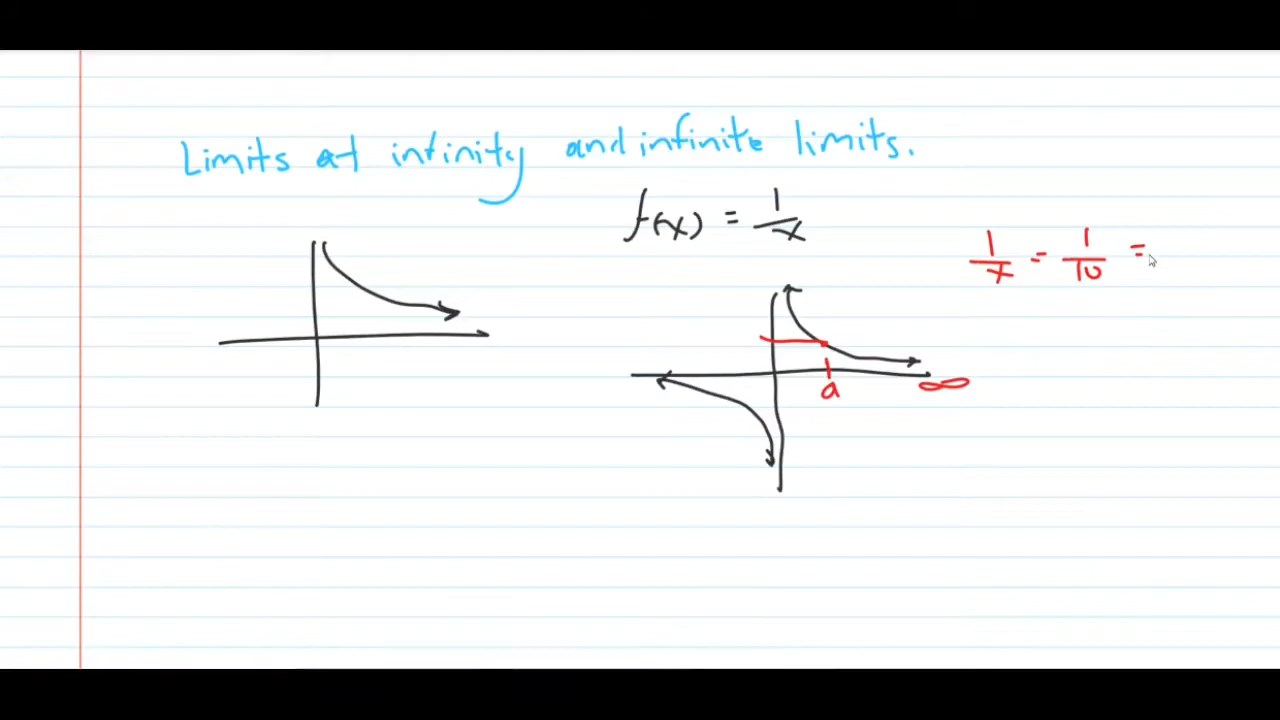 Limits at infinity and infinite limits.
f(x) = 1/x
1/x = 1/10 =
a
∞